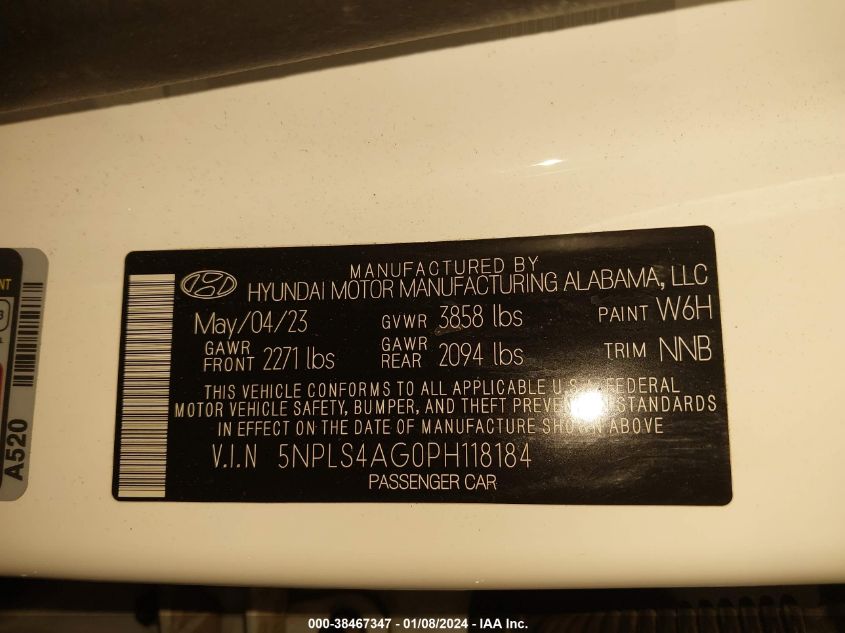 MANUFACTURED BY
HYUNDAI MOTOR MANUFACTURING ALABAMA, LLC
May/04/23 GVWR 3858 lbs PAINT W6H
GAWR FRONT 2271 lbs GAWR REAR 2094 lbs TRIM NNB
THIS VEHICLE CONFORMS TO ALL APPLICABLE FEDERAL
MOTOR VEHICLE SAFETY, BUMPER, AND THEFT STANDARDS
IN EFFECT ON THE DATE OF MANUFACTURE SHOWN ABOVE
V.I.N 5NPLS4AG0PH118184
PASSENGER CAR
A520
000-38467347 - 01/08/2024 - IAA Inc.